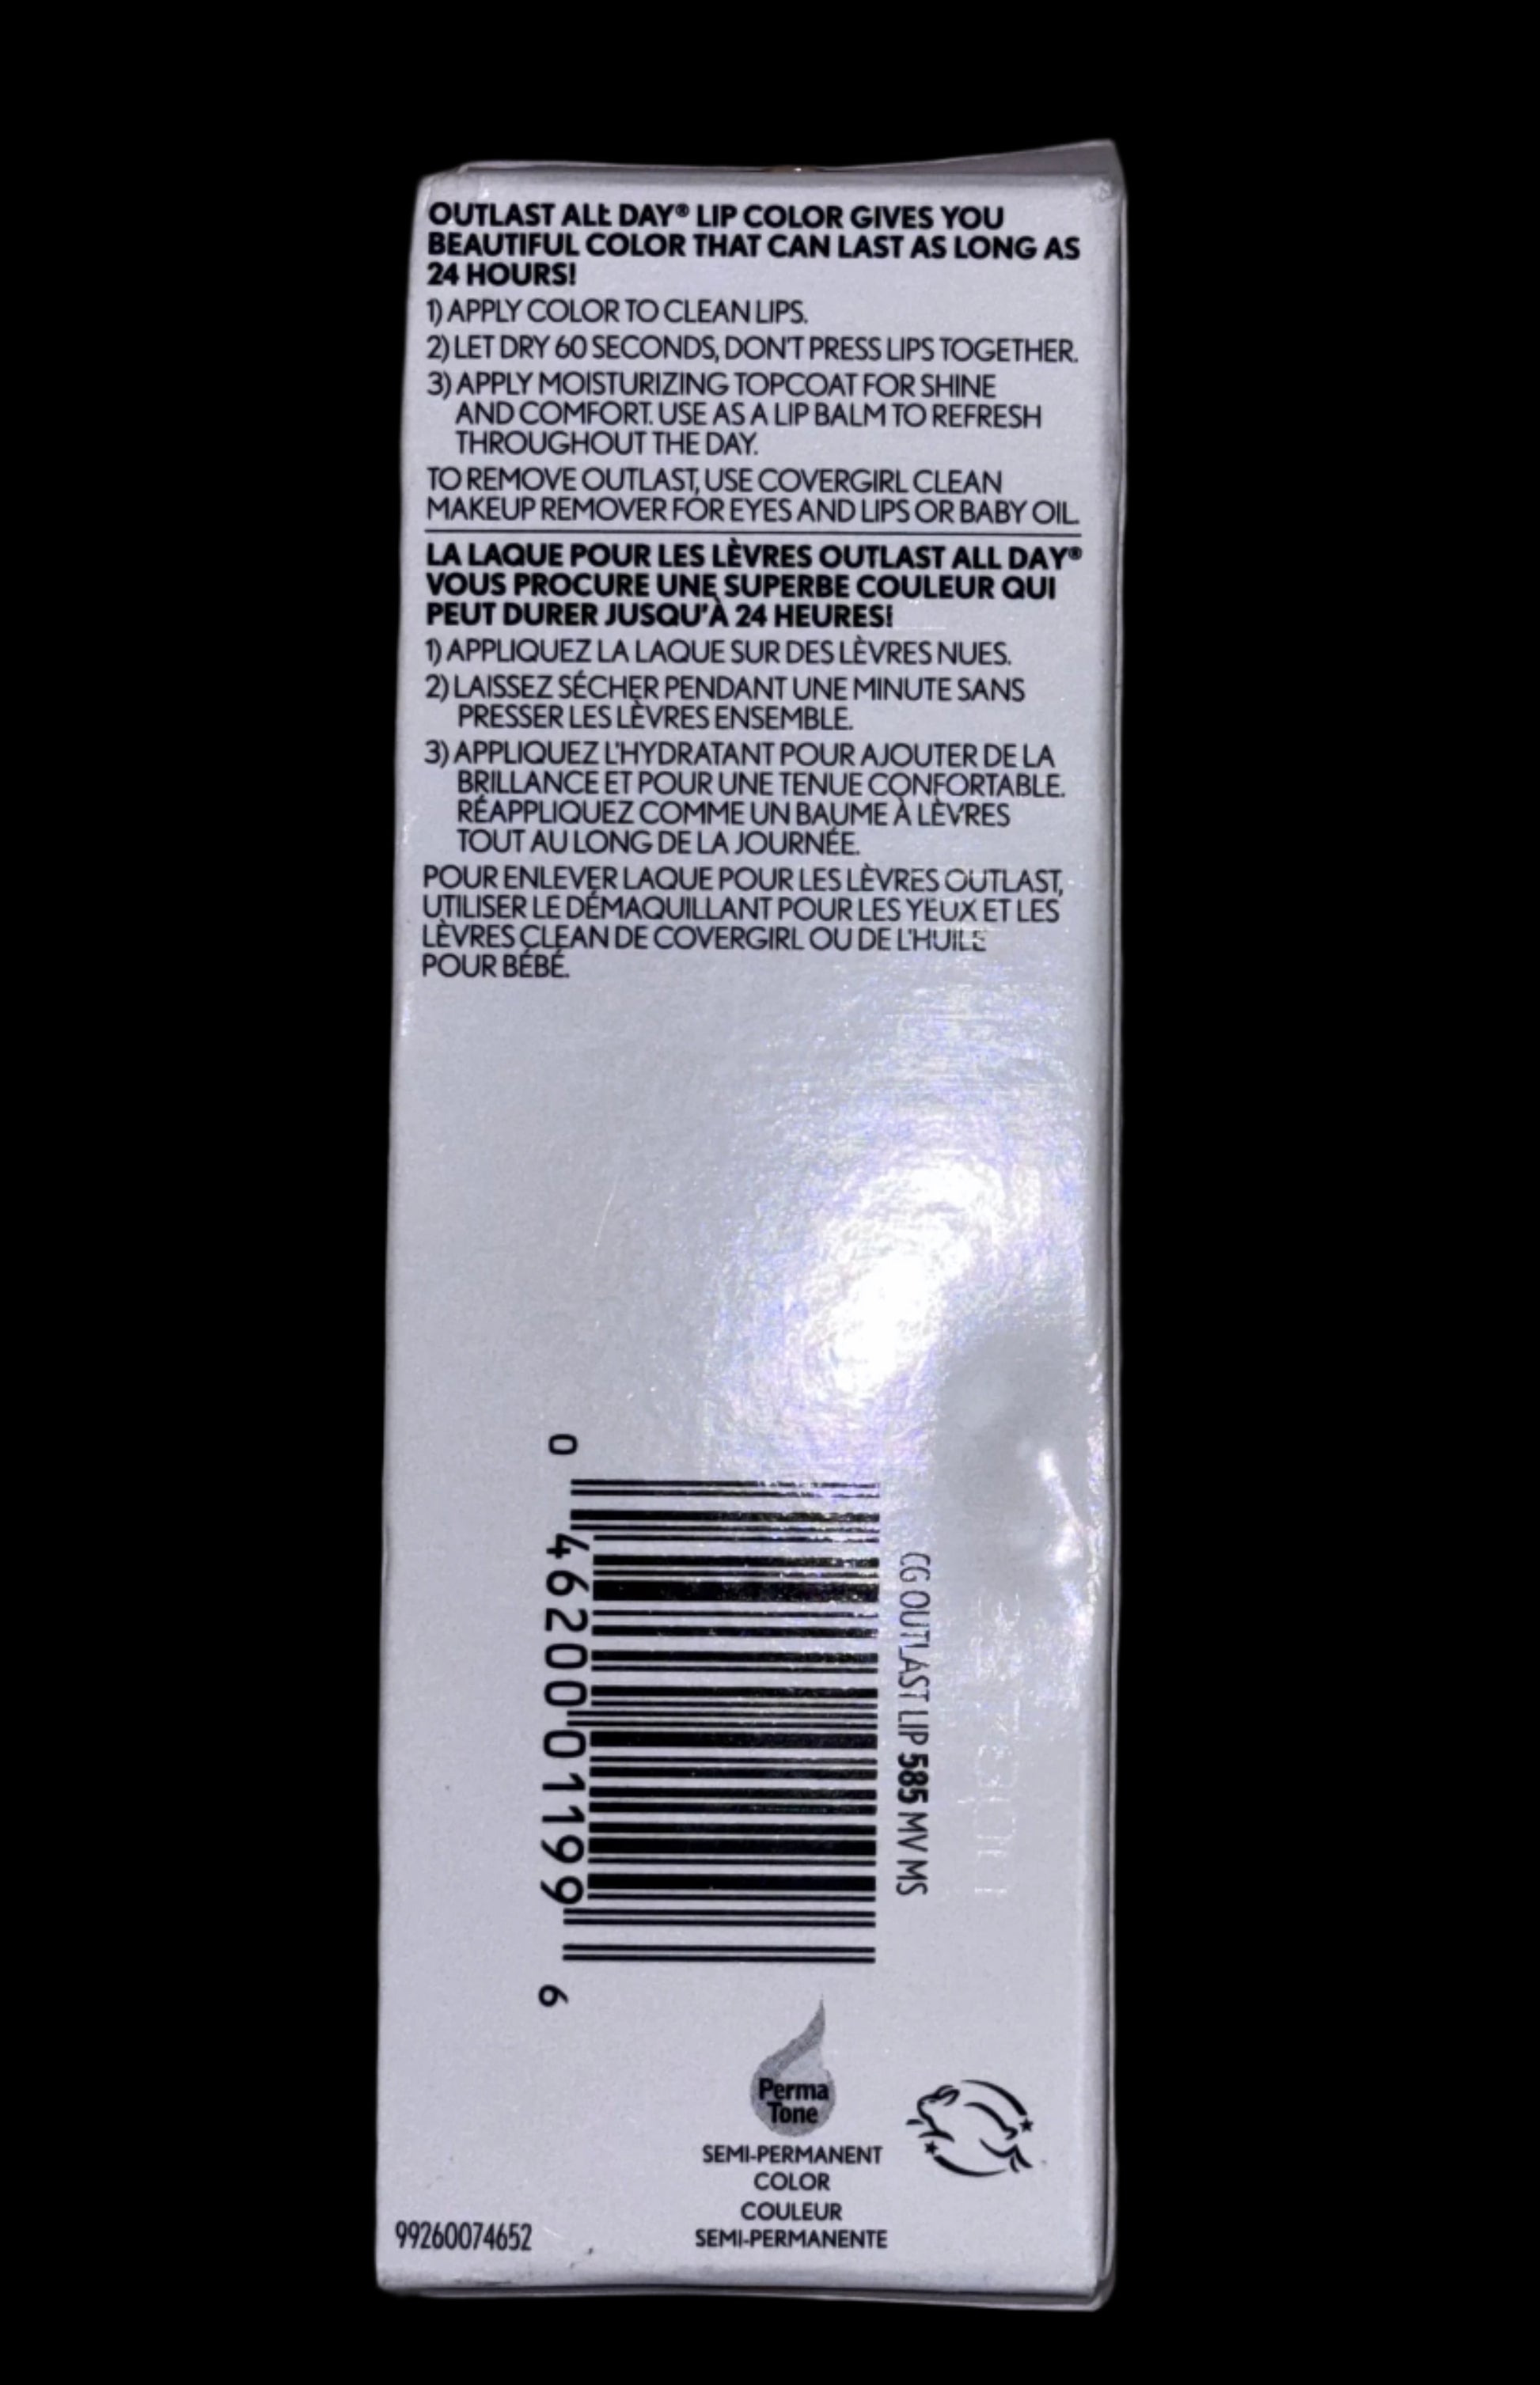 OUTLAST ALL DAY® LIP COLOR GIVES YOU
BEAUTIFUL COLOR THAT CAN LAST AS LONG AS
24 HOURS!
1) APPLY COLOR TO CLEAN LIPS.
2) LET DRY 60 SECONDS, DON'T PRESS LIPS TOGETHER.
3) APPLY MOISTURIZING TOPCOAT FOR SHINE
AND COMFORT. USE AS A LIP BALM TO REFRESH
THROUGHOUT THE DAY.
TO REMOVE OUTLAST, USE COVERGIRL CLEAN
MAKEUP REMOVER FOR EYES AND LIPS OR BABY OIL.
LA LAQUE POUR LES LÈVRES OUTLAST ALL DAY®
VOUS PROCURE UNE SUPERBE COULEUR QUI
PEUT DURER JUSQU'À 24 HEURES!
1) APPLIQUEZ LA LAQUE SUR DES LÈVRES NUES.
2) LAISSEZ SÉCHER PENDANT UNE MINUTE SANS
PRESSER LES LÈVRES ENSEMBLE.
3) APPLIQUEZ L'HYDRATANT POUR AJOUTER DE LA
BRILLANCE ET POUR UNE TENUE CONFORTABLE.
RÉAPPLIQUEZ COMME UN BAUME À LÈVRES
TOUT AU LONG DE LA JOURNÉE.
POUR ENLEVER LAQUE POUR LES LÈVRES OUTLAST,
UTILISER LE DÉMAQUILLANT POUR LES YEUX ET LES
LÈVRES CLEAN DE COVERGIRL OU DE L'HUILE
POUR BÉBÉ.
CG OUTLAST LIP 585 MV MS
0 46200 01199 6
Perma
Tone
SEMI-PERMANENT
COLOR
COULEUR
SEMI-PERMANENTE
99260074652